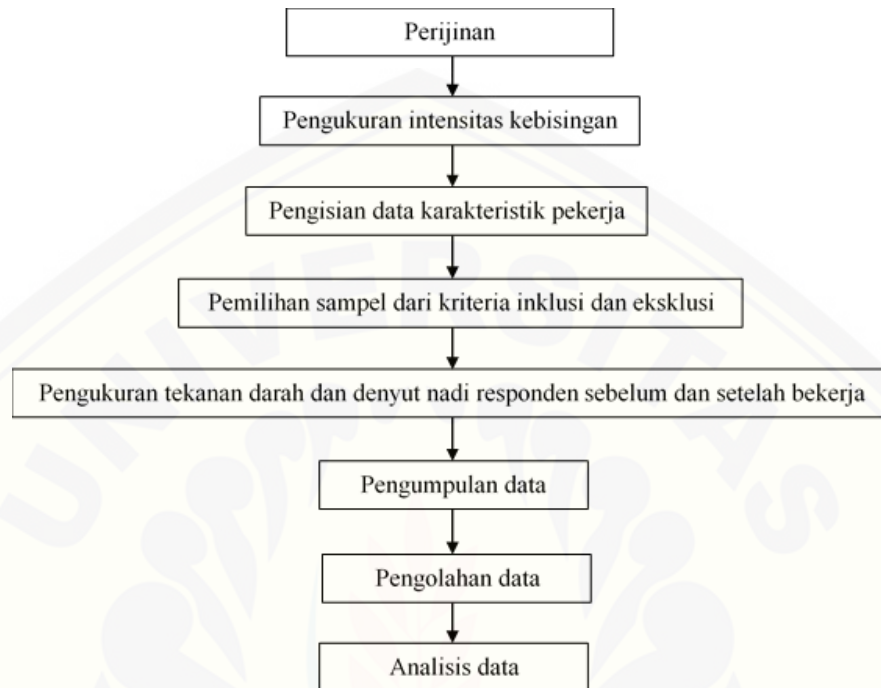 Perijinan
Pengukuran intensitas kebisingan
Pengisian data karakteristik pekerja
Pemilihan sampel dari kriteria inklusi dan eksklusi
Pengukuran tekanan darah dan denyut nadi responden sebelum dan setelah bekerja
Pengumpulan data
Pengolahan data
Analisis data
UNIVERSITAS